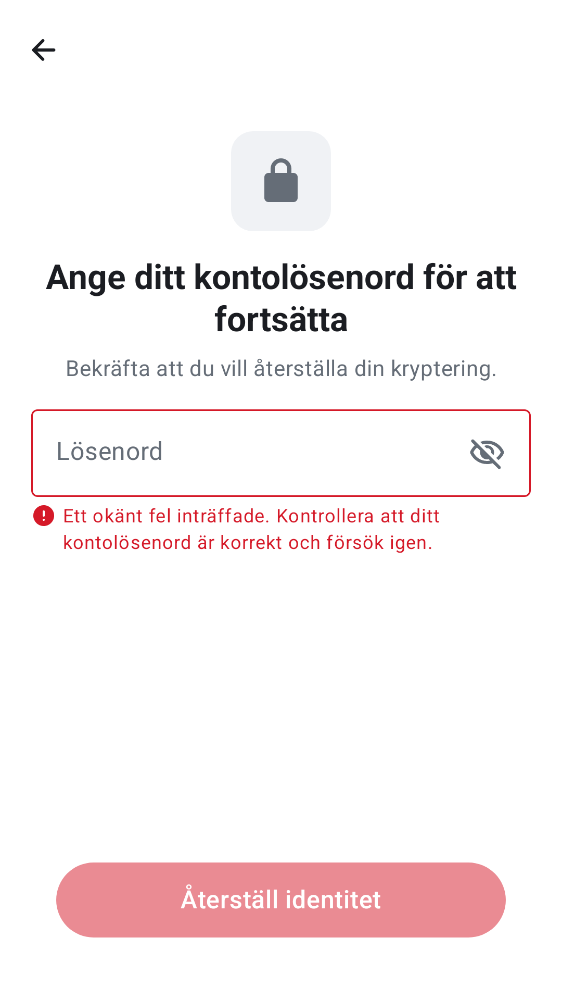 Ange ditt kontolösenord för att
fortsätta
Bekräfta att du vill återställa din kryptering.
Lösenord
Ett okänt fel inträffade. Kontrollera att ditt
kontolösenord är korrekt och försök igen.
Återställ identitet